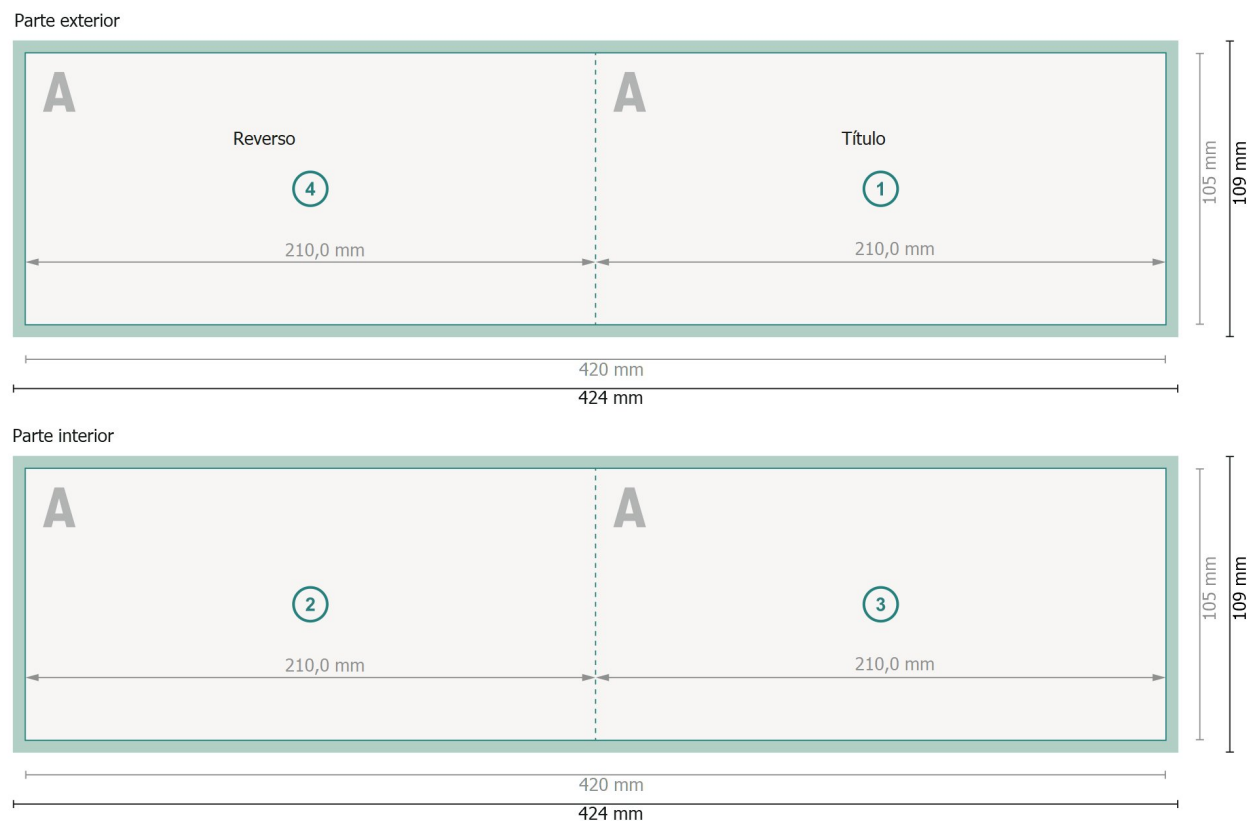 Parte exterior
A
A
Reverso
Título
4
1
210,0 mm
210,0 mm
105 mm
109 mm
420 mm
424 mm
Parte interior
A
A
2
3
210,0 mm
210,0 mm
105 mm
109 mm
420 mm
424 mm